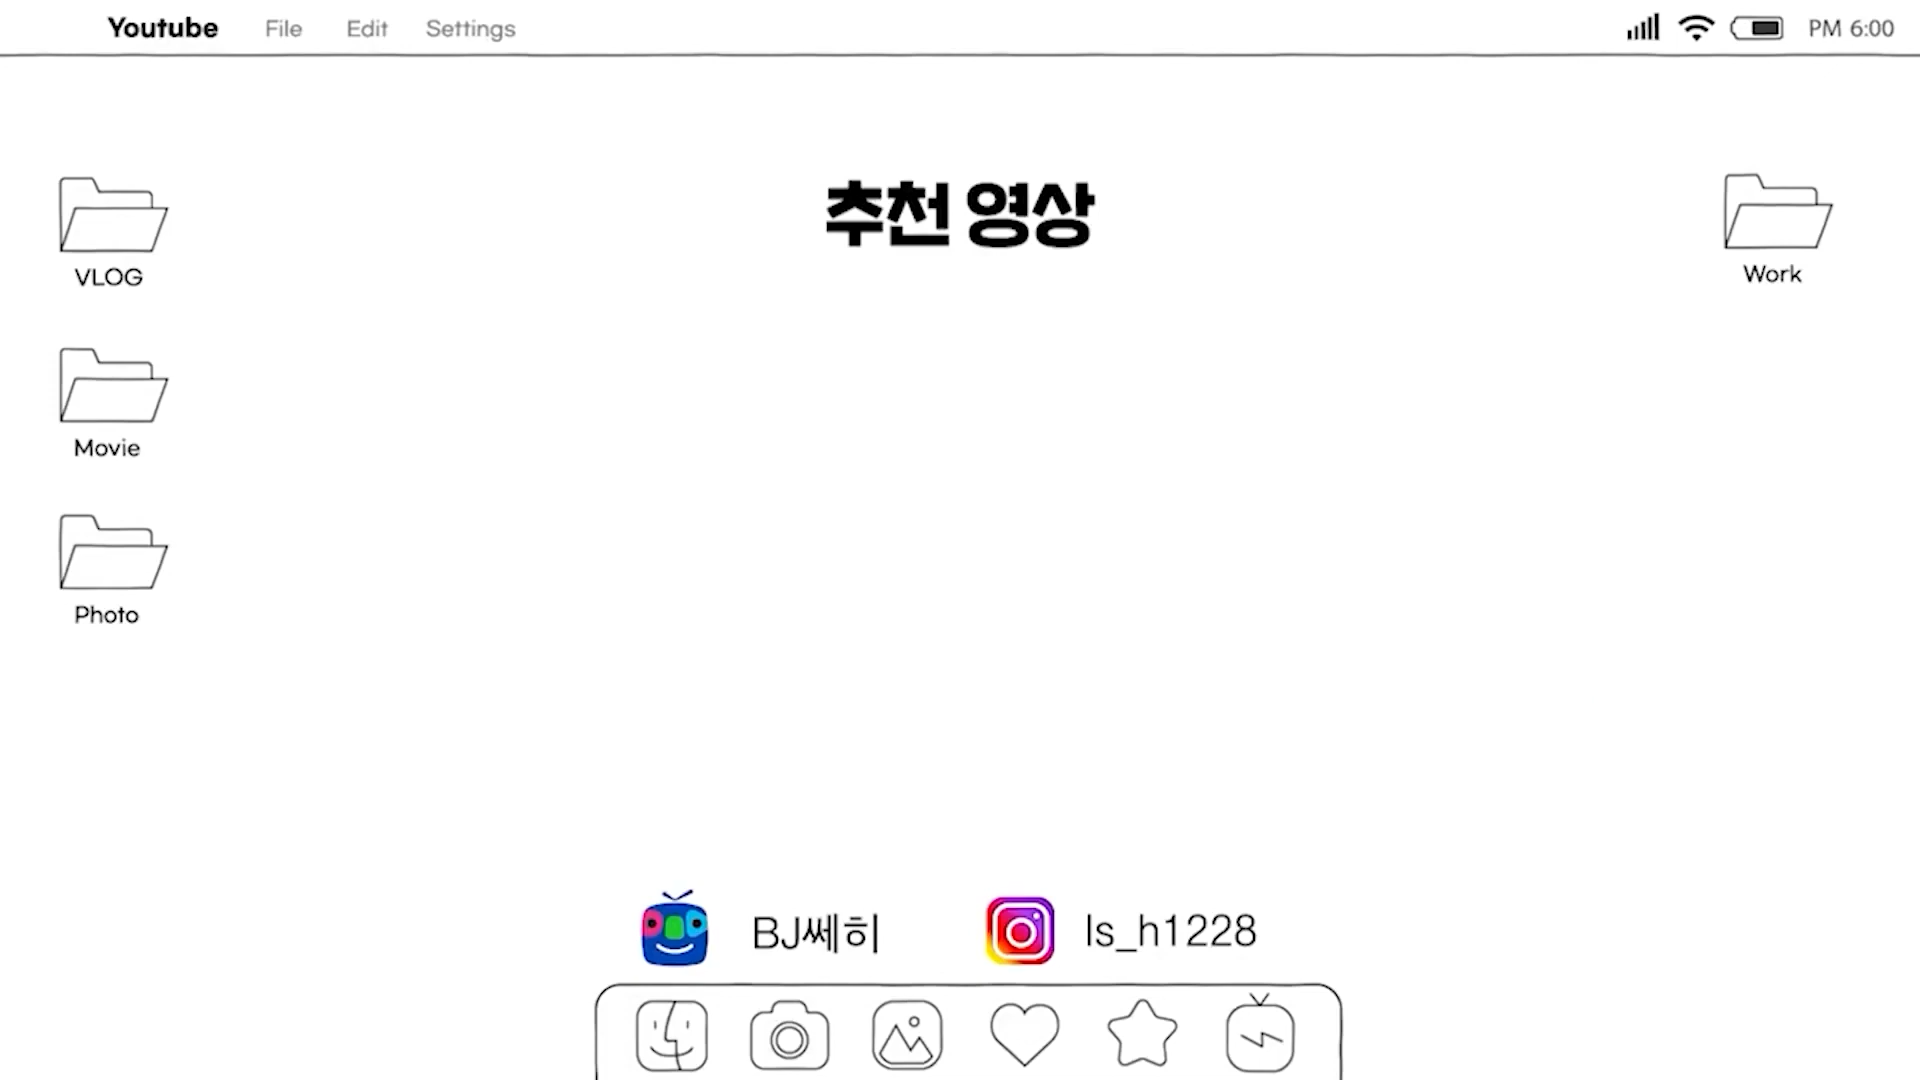 Youtube File Edit Settings PM 6:00
추천 영상
VLOG
Work
Movie
Photo
BJ쎄히 ls_h1228